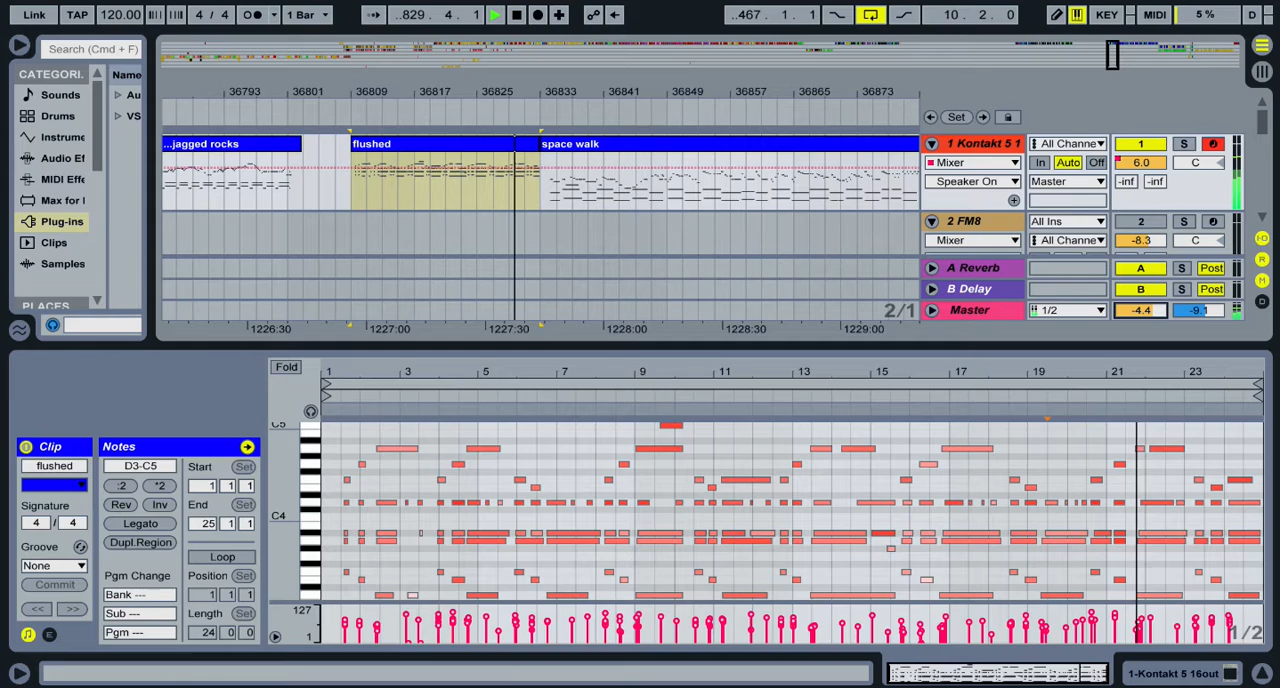 Link TAP 120.00 4 / 4 1 Bar ..829. 4. 1 ..467. 1. 1 10. 2. 0 KEY MIDI 5 % D
Search (Cmd + F)
CATEGORI. Name
Sounds Au
Drums VS
Instrume
Audio Ef
MIDI Effe
Max for l
Plug-ins
Clips
Samples
PLACES
36793 36801 36809 36817 36825 36833 36841 36849 36857 36865 36873
Set
...jagged rocks flushed space walk
1 Kontakt 5 1 All Channe 1 S
Mixer In Auto Off 6.0 C
Speaker On Master -inf -inf
2 FM8 All Ins 2 S
Mixer All Channe -8.3 C
A Reverb A S Post
B Delay B S Post
2/1 Master 1/2 -4.4 -9.1
1226:30 1227:00 1227:30 1228:00 1228:30 1229:00
I-O
R
M
D
Fold 1 3 5 7 9 11 13 15 17 19 21 23
C5
C4
127
1
1/2
Clip
flushed
Signature
4 / 4
Groove
None
Commit
<< >>
E
Notes
D3-C5
:2 *2
Rev Inv
Legato
Dupl.Region
Pgm Change
Bank ---
Sub ---
Pgm ---
Start Set
1 1 1
End Set
25 1 1
Loop
Position Set
1 1 1
Length Set
24 0 0
1-Kontakt 5 16out